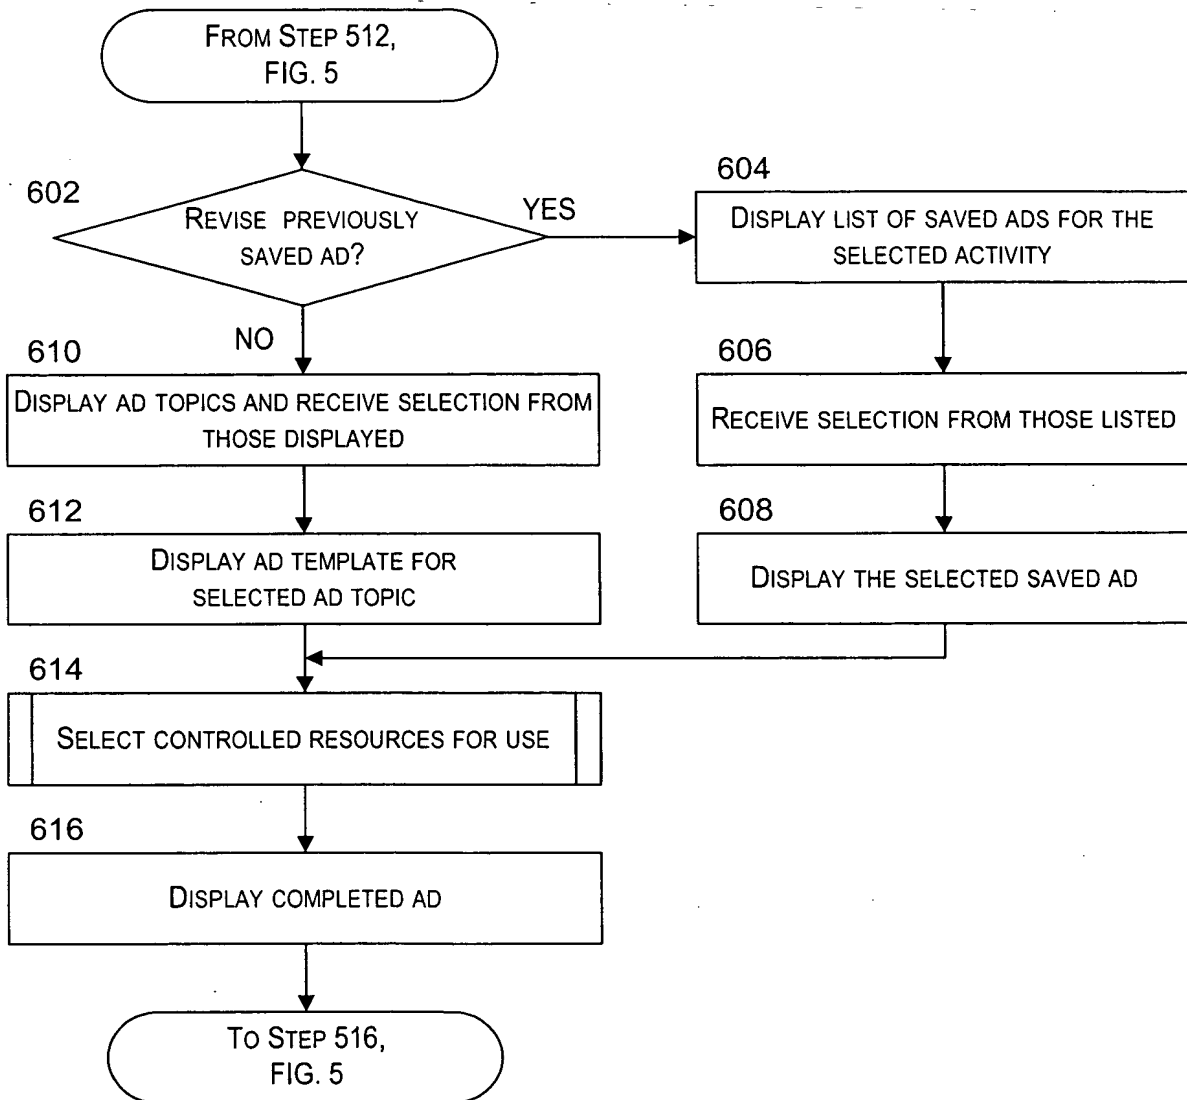 FROM STEP 512,
FIG. 5
602
REVISE PREVIOUSLY
SAVED AD?
YES
604
DISPLAY LIST OF SAVED ADS FOR THE
SELECTED ACTIVITY
NO
610
DISPLAY AD TOPICS AND RECEIVE SELECTION FROM
THOSE DISPLAYED
606
RECEIVE SELECTION FROM THOSE LISTED
612
DISPLAY AD TEMPLATE FOR
SELECTED AD TOPIC
608
DISPLAY THE SELECTED SAVED AD
614
SELECT CONTROLLED RESOURCES FOR USE
616
DISPLAY COMPLETED AD
TO STEP 516,
FIG. 5